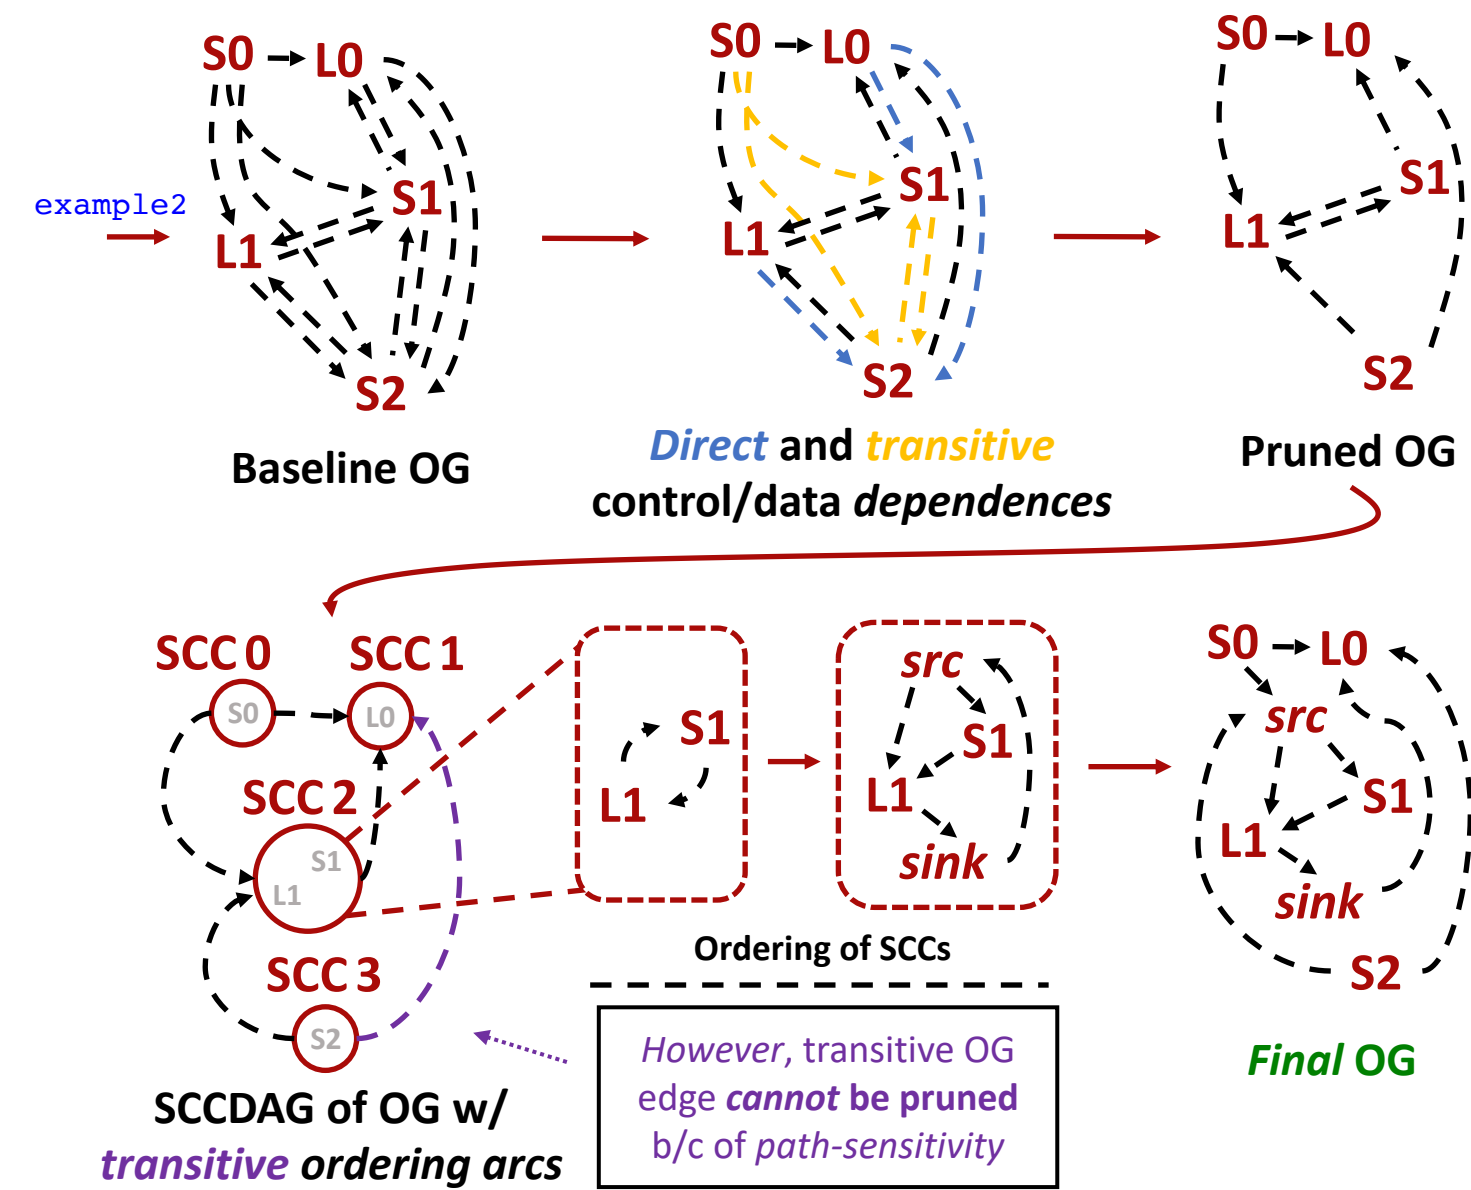 S0
L0
S1
L1
S2
Baseline OG
example2
S0
L0
S1
L1
S2
Direct and transitive
control/data dependences
S0
L0
S1
L1
S2
Pruned OG
SCC 0
SCC 1
S0
L0
SCC 2
S1
L1
SCC 3
S2
SCCDAG of OG w/
transitive ordering arcs
S1
L1
src
S1
L1
sink
Ordering of SCCs
However, transitive OG
edge cannot be pruned
b/c of path-sensitivity
S0
L0
src
S1
L1
sink
S2
Final OG